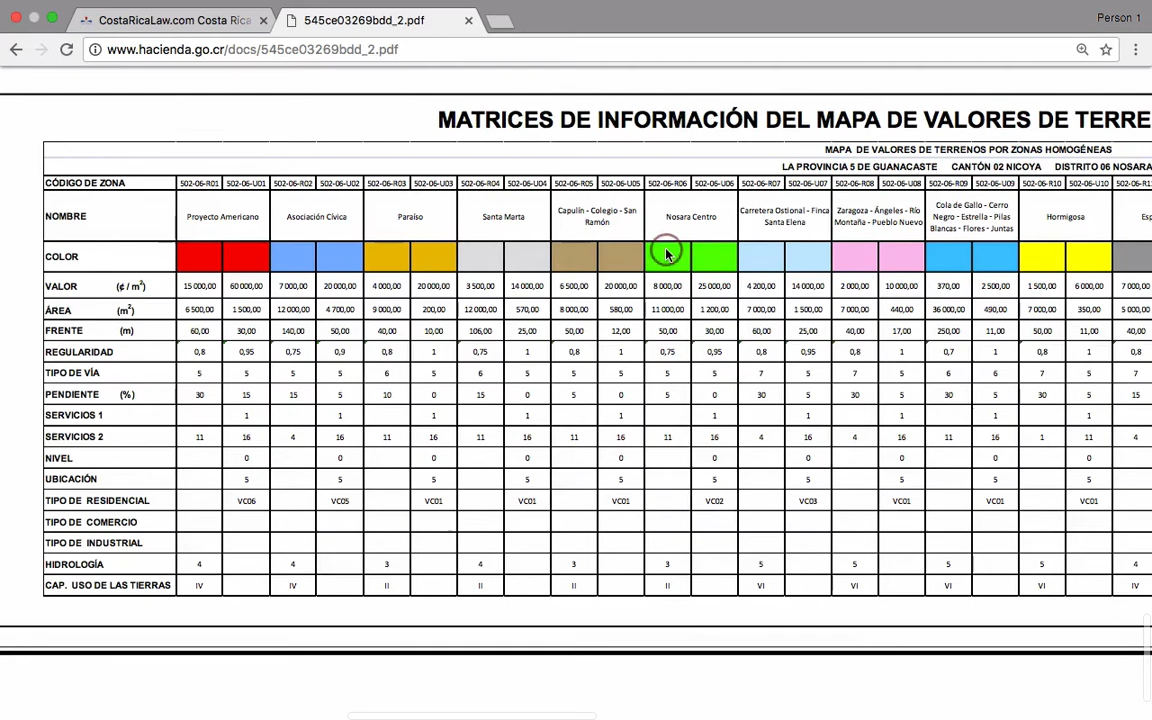 CostaRicaLaw.com Costa Rica
545ce03269bdd_2.pdf
Person 1
www.hacienda.go.cr/docs/545ce03269bdd_2.pdf
MATRICES DE INFORMACIÓN DEL MAPA DE VALORES DE TERRE
MAPA DE VALORES DE TERRENOS POR ZONAS HOMOGÉNEAS
LA PROVINCIA 5 DE GUANACASTE CANTÓN 02 NICOYA DISTRITO 06 NOSARA
CÓDIGO DE ZONA 502-06-R01 502-06-U01 502-06-R02 502-06-U02 502-06-R03 502-06-U03 502-06-R04 502-06-U04 502-06-R05 502-06-U05 502-06-R06 502-06-U06 502-06-R07 502-06-U07 502-06-R08 502-06-U08 502-06-R09 502-06-U09 502-06-R10 502-06-U10 502-06-R1
NOMBRE Proyecto Americano Asociación Cívica Paraíso Santa Marta Capulín - Colegio - San Ramón Nosara Centro Carretera Ostional - Finca Santa Elena Zaragoza - Ángeles - Río Montaña - Pueblo Nuevo Cola de Gallo - Cerro Negro - Estrella - Pilas Blancas - Flores - Juntas Hormigosa Esp
COLOR
VALOR (¢ / m²) 15 000,00 60 000,00 7 000,00 20 000,00 4 000,00 20 000,00 3 500,00 14 000,00 6 500,00 20 000,00 8 000,00 25 000,00 4 200,00 14 000,00 2 000,00 10 000,00 370,00 2 500,00 1 500,00 6 000,00 7 000,0
ÁREA (m²) 6 500,00 1 500,00 12 000,00 4 700,00 9 000,00 200,00 12 000,00 570,00 8 000,00 580,00 11 000,00 1 200,00 7 000,00 1 500,00 7 000,00 440,00 36 000,00 490,00 7 000,00 350,00 5 000,0
FRENTE (m) 60,00 30,00 140,00 50,00 40,00 10,00 106,00 25,00 50,00 12,00 50,00 30,00 60,00 25,00 40,00 17,00 250,00 11,00 50,00 11,00 40,00
REGULARIDAD 0,8 0,95 0,75 0,9 0,8 1 0,75 1 0,8 1 0,75 0,95 0,8 0,95 0,8 1 0,7 1 0,8 1 0,8
TIPO DE VÍA 5 5 5 5 6 5 6 5 5 5 5 5 7 5 7 5 6 6 7 5 7
PENDIENTE (%) 30 15 15 5 10 0 15 0 5 0 5 0 30 5 30 5 30 5 30 5 15
SERVICIOS 1 1 1 1 1 1 1 1 1 1 1
SERVICIOS 2 11 16 4 16 11 16 11 16 11 16 11 16 4 16 4 16 11 16 1 11 4
NIVEL 0 0 0 0 0 0 0 0 0 0
UBICACIÓN 5 5 5 5 5 5 5 5 5 5
TIPO DE RESIDENCIAL VC06 VC05 VC01 VC01 VC01 VC02 VC03 VC01 VC01 VC01
TIPO DE COMERCIO
TIPO DE INDUSTRIAL
HIDROLOGÍA 4 4 3 4 3 3 5 5 5 5 4
CAP. USO DE LAS TIERRAS IV IV II II II II VI VI VI VI IV